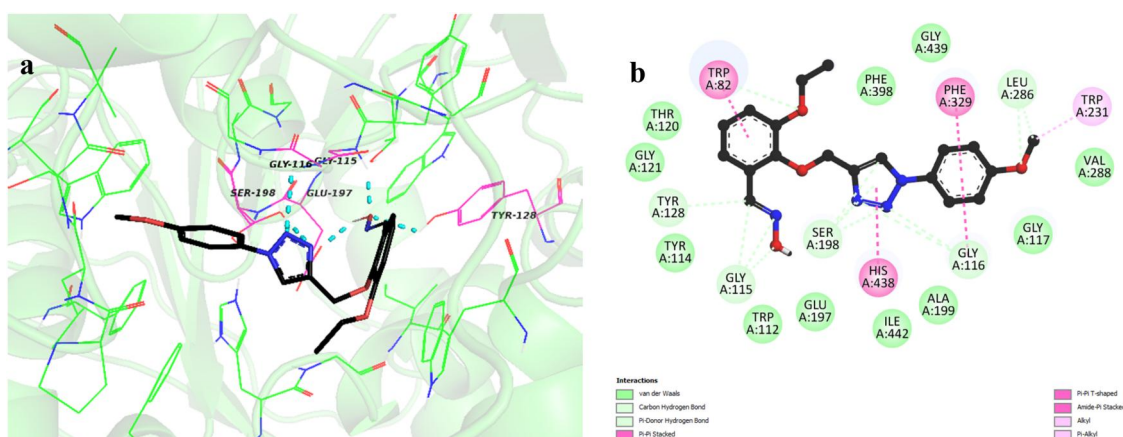 a
GLY-116
GLY-115
SER-198
GLU-197
TYR-128
b
GLY
A:439
TRP
A:82
PHE
A:398
PHE
A:329
LEU
A:286
TRP
A:231
THR
A:120
GLY
A:121
VAL
A:288
TYR
A:128
SER
A:198
GLY
A:117
TYR
A:114
GLY
A:116
GLY
A:115
HIS
A:438
ALA
A:199
GLU
A:197
TRP
A:112
ILE
A:442
Interactions
van der Waals
Carbon Hydrogen Bond
Pi-Donor Hydrogen Bond
Pi-Pi Stacked
Pi-Pi T-shaped
Amide-Pi Stacked
Alkyl
Pi-Alkyl